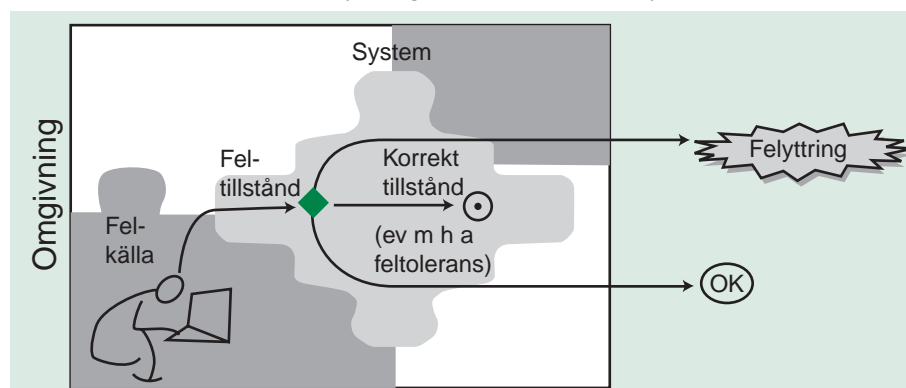 System
Omgivning
Fel-
tillstånd
Korrekt
tillstånd
(ev m h a
feltolerans)
Felyttring
Fel-
källa
OK